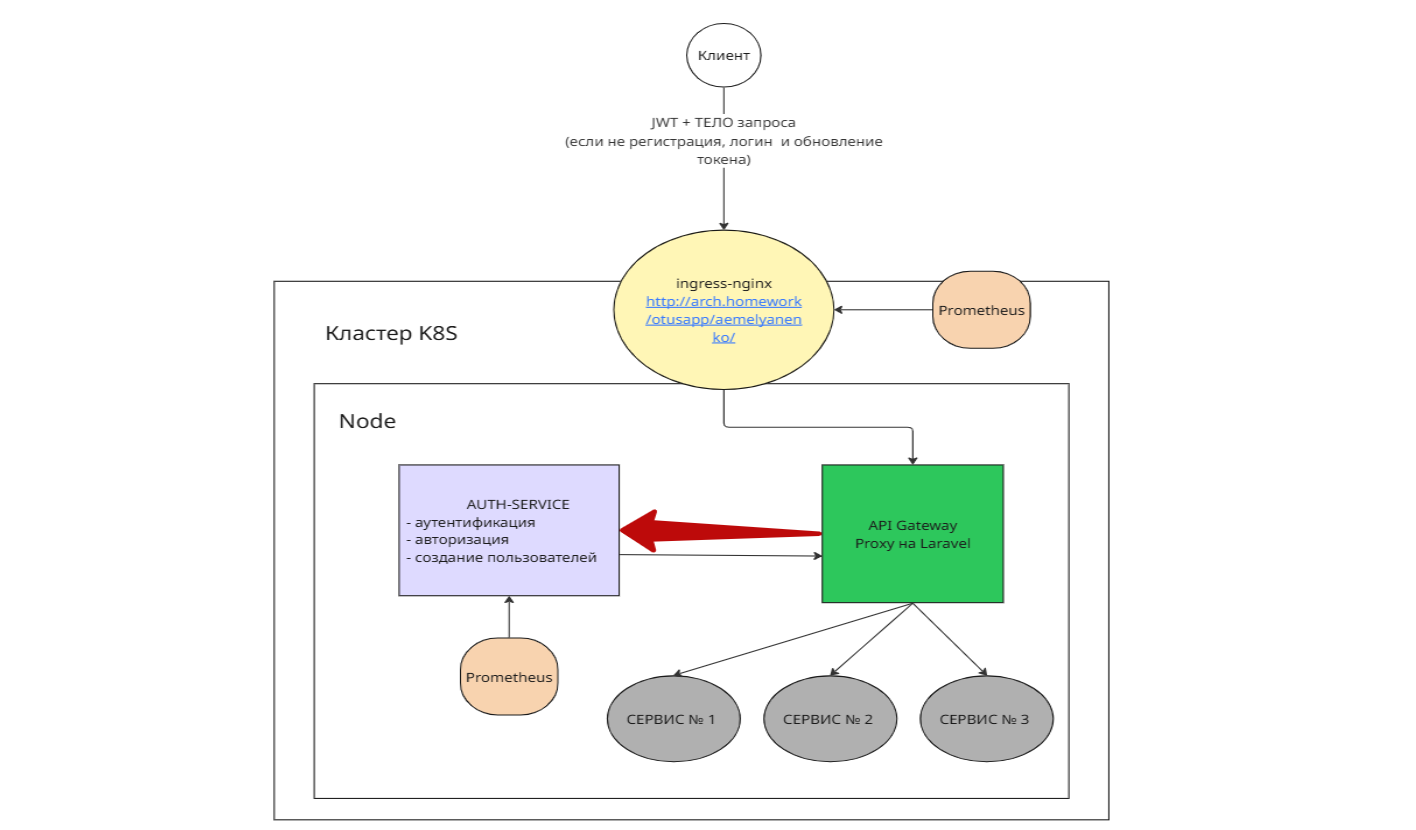 Клиент
JWT + ТЕЛО запроса
(если не регистрация, логин и обновление
токена)
ingress-nginx
http://arch.homework
/otusapp/aemelyanen
ko/
Prometheus
Кластер K8S
Node
AUTH-SERVICE
- аутентификация
- авторизация
- создание пользователей
API Gateway
Proxy на Laravel
Prometheus
СЕРВИС № 1
СЕРВИС № 2
СЕРВИС № 3